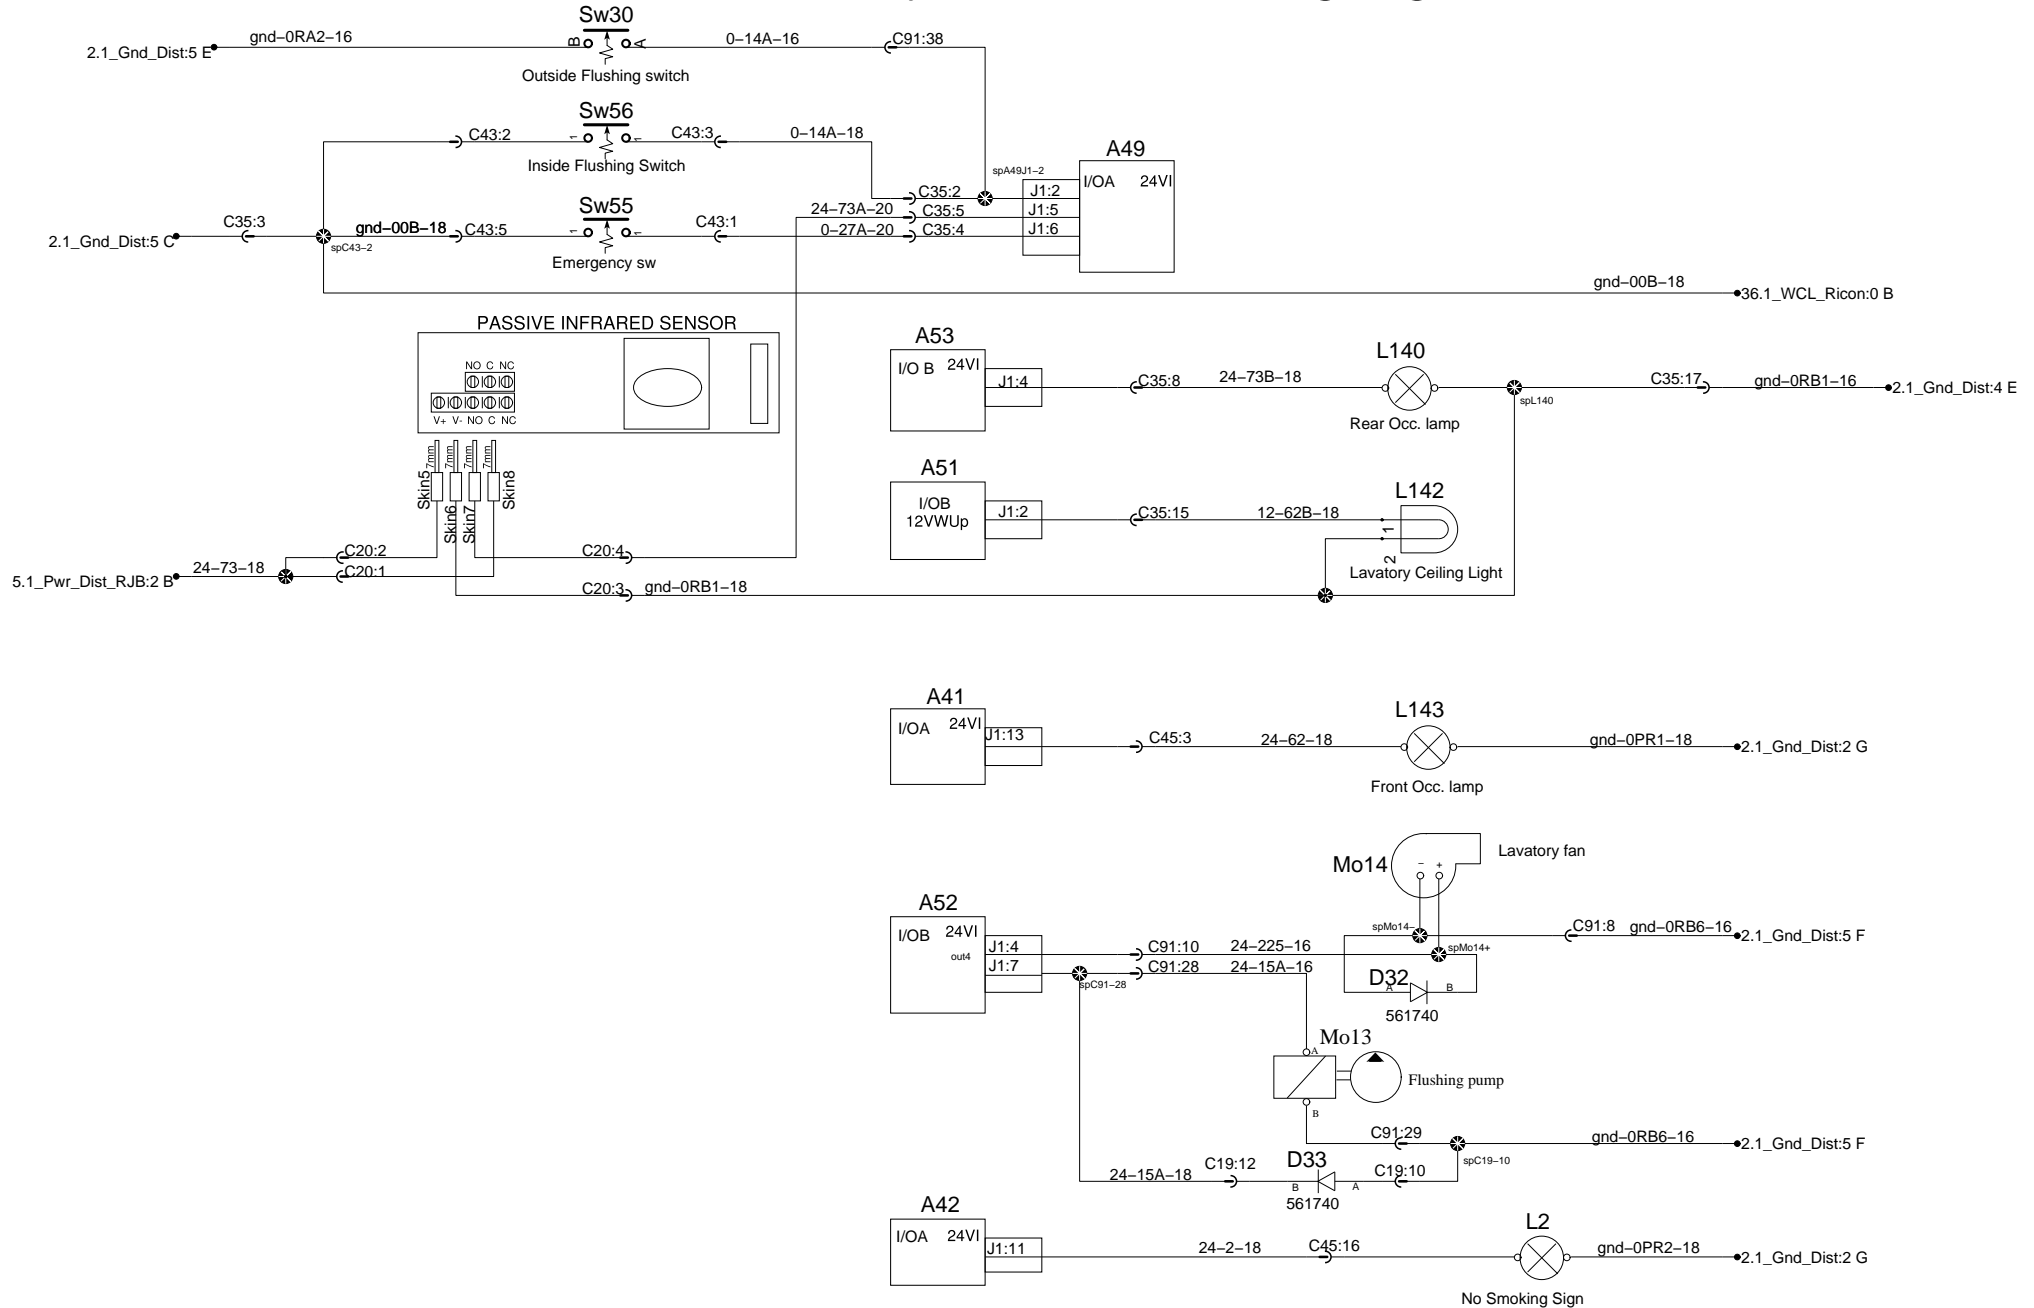 Sw30
gnd-0RA2-16
B
A
0-14A-16
C91:38
2.1_Gnd_Dist:5 E
Outside Flushing switch
Sw56
C43:2
1
1
C43:3
0-14A-18
Inside Flushing Switch
A49
spA49J1-2
I/OA
24VI
C35:2
J1:2
Sw55
24-73A-20
C35:5
J1:5
C35:3
gnd-00B-18
C43:5
1
1
C43:1
0-27A-20
C35:4
J1:6
2.1_Gnd_Dist:5 C
spC43-2
Emergency sw
gnd-00B-18
36.1_WCL_Ricon:0 B
PASSIVE INFRARED SENSOR
NO C NC
V+ V- NO C NC
7mm
7mm
7mm
7mm
Skin5
Skin6
Skin7
Skin8
A53
I/O B
24VI
J1:4
C35:8
24-73B-18
L140
C35:17
gnd-0RB1-16
2.1_Gnd_Dist:4 E
spL140
Rear Occ. lamp
A51
I/OB
12VWUp
J1:2
C35:15
12-62B-18
L142
1
2
Lavatory Ceiling Light
C20:2
C20:4
24-73-18
C20:1
5.1_Pwr_Dist_RJB:2 B
C20:3
gnd-0RB1-18
A41
I/OA
24VI
J1:13
C45:3
24-62-18
L143
gnd-0PR1-18
2.1_Gnd_Dist:2 G
Front Occ. lamp
Mo14
- +
Lavatory fan
A52
I/OB
24VI
out4
J1:4
C91:10
24-225-16
spMo14-
spMo14+
C91:8
gnd-0RB6-16
2.1_Gnd_Dist:5 F
J1:7
C91:28
24-15A-16
spC91-28
D32
A
B
561740
Mo13
A
Flushing pump
B
C91:29
gnd-0RB6-16
2.1_Gnd_Dist:5 F
spC19-10
24-15A-18
C19:12
D33
B
A
C19:10
561740
A42
I/OA
24VI
J1:11
24-2-18
C45:16
L2
gnd-0PR2-18
2.1_Gnd_Dist:2 G
No Smoking Sign